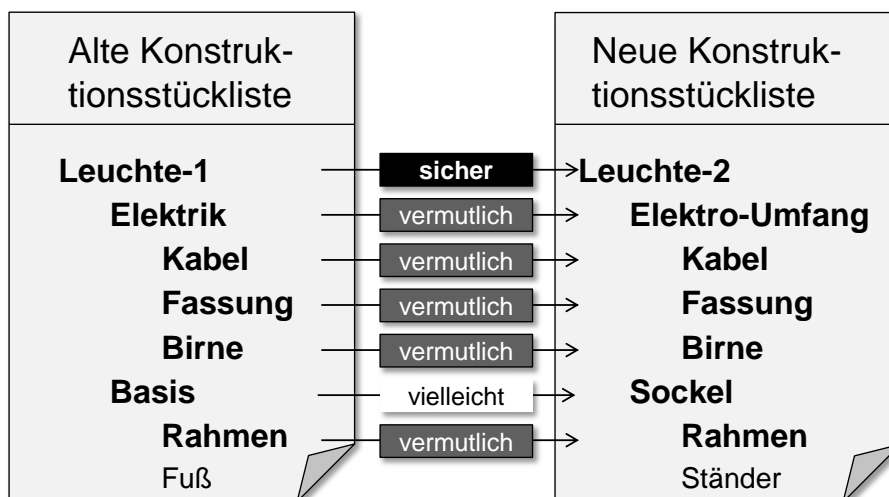 Alte Konstruk-
tionsstückliste
Neue Konstruk-
tionsstückliste
Leuchte-1 sicher Leuchte-2
Elektrik vermutlich Elektro-Umfang
Kabel vermutlich Kabel
Fassung vermutlich Fassung
Birne vermutlich Birne
Basis vielleicht Sockel
Rahmen vermutlich Rahmen
Fuß Ständer